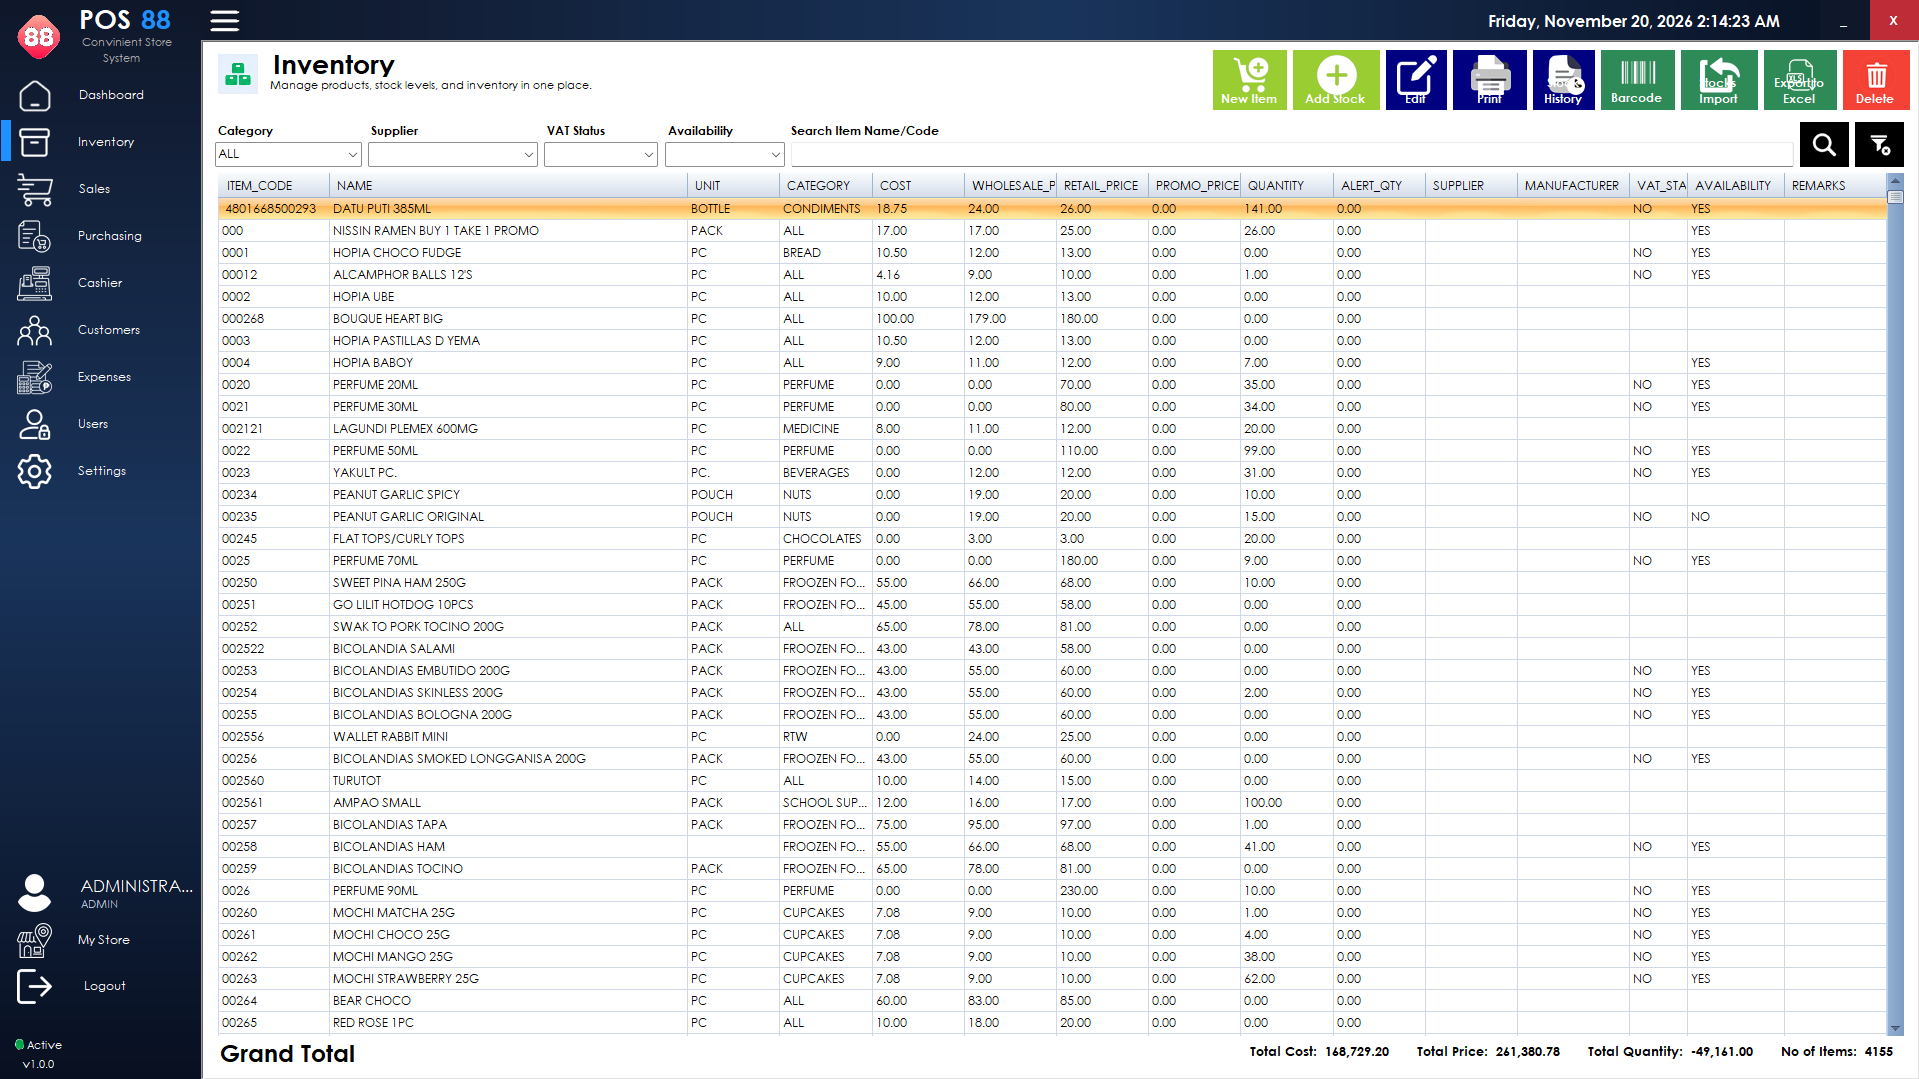 POS 88
Convinient Store
System
Friday, November 20, 2026 2:14:23 AM
_
X
Dashboard
Inventory
Sales
Purchasing
Cashier
Customers
Expenses
Users
Settings
ADMINISTRA...
ADMIN
My Store
Logout
Active
v1.0.0
Inventory
Manage products, stock levels, and inventory in one place.
New Item
Add Stock
Edit
Print
History
Barcode
Stocks
Import
Export to
Excel
Delete
Category Supplier VAT Status Availability Search Item Name/Code
ALL
ITEM_CODE NAME UNIT CATEGORY COST WHOLESALE_P RETAIL_PRICE PROMO_PRICE QUANTITY ALERT_QTY SUPPLIER MANUFACTURER VAT_STA AVAILABILITY REMARKS
4801668500293 DATU PUTI 385ML BOTTLE CONDIMENTS 18.75 24.00 26.00 0.00 141.00 0.00 NO YES
000 NISSIN RAMEN BUY 1 TAKE 1 PROMO PACK ALL 17.00 17.00 25.00 0.00 26.00 0.00 YES
0001 HOPIA CHOCO FUDGE PC BREAD 10.50 12.00 13.00 0.00 0.00 0.00 NO YES
00012 ALCAMPHOR BALLS 12'S PC ALL 4.16 9.00 10.00 0.00 1.00 0.00 NO YES
0002 HOPIA UBE PC ALL 10.00 12.00 13.00 0.00 0.00 0.00
000268 BOUQUE HEART BIG PC ALL 100.00 179.00 180.00 0.00 0.00 0.00
0003 HOPIA PASTILLAS D YEMA PC ALL 10.50 12.00 13.00 0.00 0.00 0.00
0004 HOPIA BABOY PC ALL 9.00 11.00 12.00 0.00 7.00 0.00 YES
0020 PERFUME 20ML PC PERFUME 0.00 0.00 70.00 0.00 35.00 0.00 NO YES
0021 PERFUME 30ML PC PERFUME 0.00 0.00 80.00 0.00 34.00 0.00 NO YES
002121 LAGUNDI PLEMEX 600MG PC MEDICINE 8.00 11.00 12.00 0.00 20.00 0.00
0022 PERFUME 50ML PC PERFUME 0.00 0.00 110.00 0.00 99.00 0.00 NO YES
0023 YAKULT PC. PC. BEVERAGES 0.00 12.00 12.00 0.00 31.00 0.00 NO YES
00234 PEANUT GARLIC SPICY POUCH NUTS 0.00 19.00 20.00 0.00 10.00 0.00
00235 PEANUT GARLIC ORIGINAL POUCH NUTS 0.00 19.00 20.00 0.00 15.00 0.00 NO NO
00245 FLAT TOPS/CURLY TOPS PC CHOCOLATES 0.00 3.00 3.00 0.00 20.00 0.00
0025 PERFUME 70ML PC PERFUME 0.00 0.00 180.00 0.00 9.00 0.00 NO YES
00250 SWEET PINA HAM 250G PACK FROOZEN FO... 55.00 66.00 68.00 0.00 10.00 0.00
00251 GO LILIT HOTDOG 10PCS PACK FROOZEN FO... 45.00 55.00 58.00 0.00 0.00 0.00
00252 SWAK TO PORK TOCINO 200G PACK ALL 65.00 78.00 81.00 0.00 0.00 0.00
002522 BICOLANDIA SALAMI PACK FROOZEN FO... 43.00 43.00 58.00 0.00 0.00 0.00
00253 BICOLANDIAS EMBUTIDO 200G PACK FROOZEN FO... 43.00 55.00 60.00 0.00 0.00 0.00 NO YES
00254 BICOLANDIAS SKINLESS 200G PACK FROOZEN FO... 43.00 55.00 60.00 0.00 2.00 0.00 NO YES
00255 BICOLANDIAS BOLOGNA 200G PACK FROOZEN FO... 43.00 55.00 60.00 0.00 0.00 0.00 NO YES
002556 WALLET RABBIT MINI PC RTW 0.00 24.00 25.00 0.00 0.00 0.00
00256 BICOLANDIAS SMOKED LONGGANISA 200G PACK FROOZEN FO... 43.00 55.00 60.00 0.00 0.00 0.00 NO YES
002560 TURUTOT PC ALL 10.00 14.00 15.00 0.00 0.00 0.00
002561 AMPAO SMALL PACK SCHOOL SUP... 12.00 16.00 17.00 0.00 100.00 0.00
00257 BICOLANDIAS TAPA PACK FROOZEN FO... 75.00 95.00 97.00 0.00 1.00 0.00
00258 BICOLANDIAS HAM FROOZEN FO... 55.00 66.00 68.00 0.00 41.00 0.00 NO YES
00259 BICOLANDIAS TOCINO PACK FROOZEN FO... 65.00 78.00 81.00 0.00 0.00 0.00
0026 PERFUME 90ML PC PERFUME 0.00 0.00 230.00 0.00 10.00 0.00 NO YES
00260 MOCHI MATCHA 25G PC CUPCAKES 7.08 9.00 10.00 0.00 1.00 0.00 NO YES
00261 MOCHI CHOCO 25G PC CUPCAKES 7.08 9.00 10.00 0.00 4.00 0.00 NO YES
00262 MOCHI MANGO 25G PC CUPCAKES 7.08 9.00 10.00 0.00 38.00 0.00 NO YES
00263 MOCHI STRAWBERRY 25G PC CUPCAKES 7.08 9.00 10.00 0.00 62.00 0.00 NO YES
00264 BEAR CHOCO PC ALL 60.00 83.00 85.00 0.00 0.00 0.00
00265 RED ROSE 1PC PC ALL 10.00 18.00 20.00 0.00 0.00 0.00
Grand Total Total Cost: 168,729.20 Total Price: 261,380.78 Total Quantity: -49,161.00 No of Items: 4155